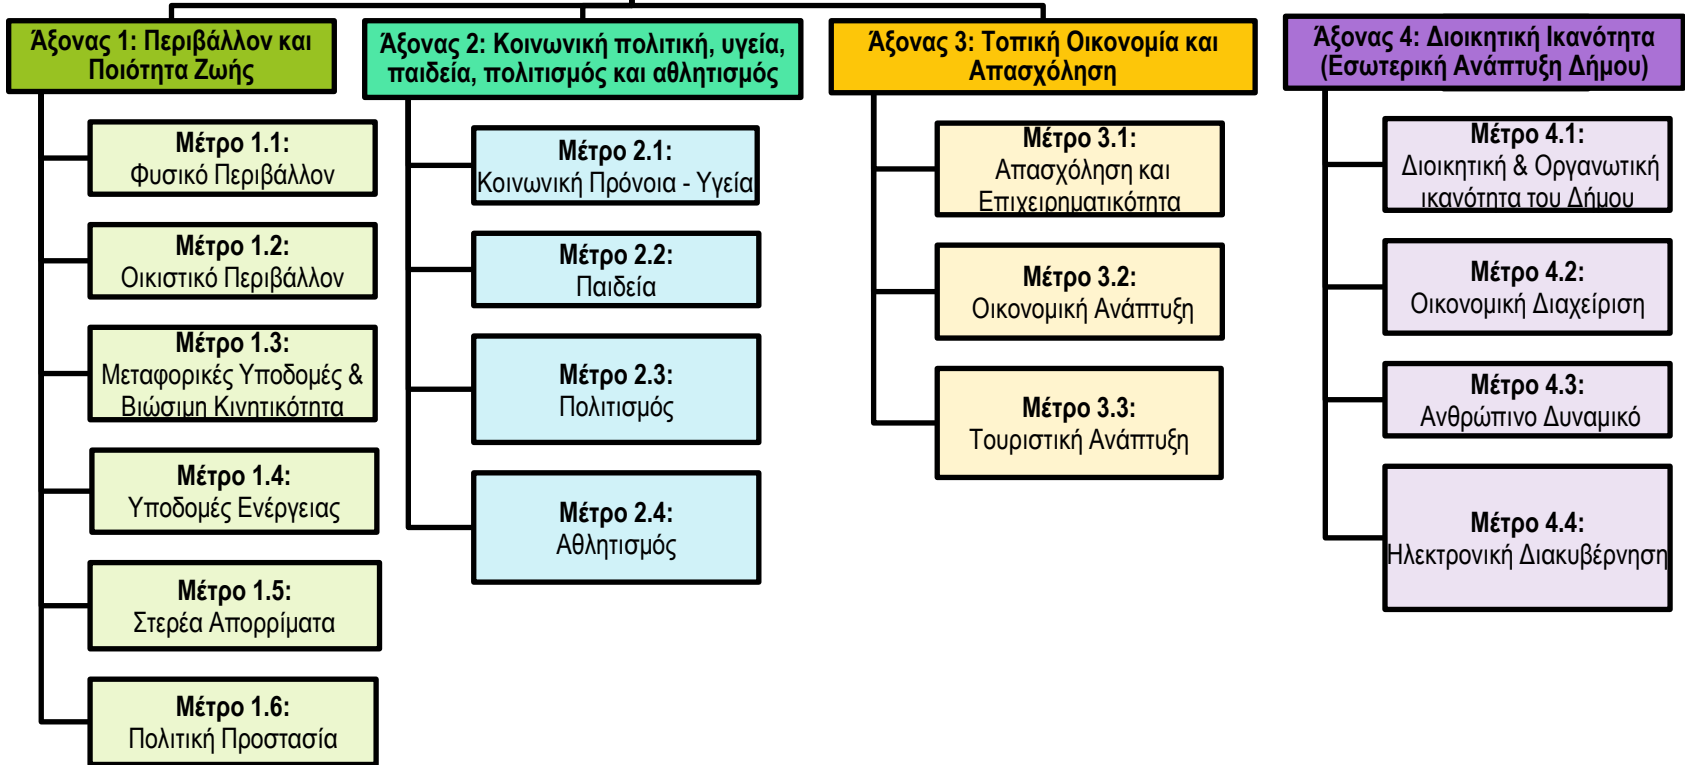 Άξονας 1: Περιβάλλον και
Ποιότητα Ζωής
Μέτρο 1.1:
Φυσικό Περιβάλλον
Μέτρο 1.2:
Οικιστικό Περιβάλλον
Μέτρο 1.3:
Μεταφορικές Υποδομές &
Βιώσιμη Κινητικότητα
Μέτρο 1.4:
Υποδομές Ενέργειας
Μέτρο 1.5:
Στερέα Απορρίματα
Μέτρο 1.6:
Πολιτική Προστασία
Άξονας 2: Κοινωνική πολιτική, υγεία,
παιδεία, πολιτισμός και αθλητισμός
Μέτρο 2.1:
Κοινωνική Πρόνοια - Υγεία
Μέτρο 2.2:
Παιδεία
Μέτρο 2.3:
Πολιτισμός
Μέτρο 2.4:
Αθλητισμός
Άξονας 3: Τοπική Οικονομία και
Απασχόληση
Μέτρο 3.1:
Απασχόληση και
Επιχειρηματικότητα
Μέτρο 3.2:
Οικονομική Ανάπτυξη
Μέτρο 3.3:
Τουριστική Ανάπτυξη
Άξονας 4: Διοικητική Ικανότητα
(Εσωτερική Ανάπτυξη Δήμου)
Μέτρο 4.1:
Διοικητική & Οργανωτική
ικανότητα του Δήμου
Μέτρο 4.2:
Οικονομική Διαχείριση
Μέτρο 4.3:
Ανθρώπινο Δυναμικό
Μέτρο 4.4:
Ηλεκτρονική Διακυβέρνηση